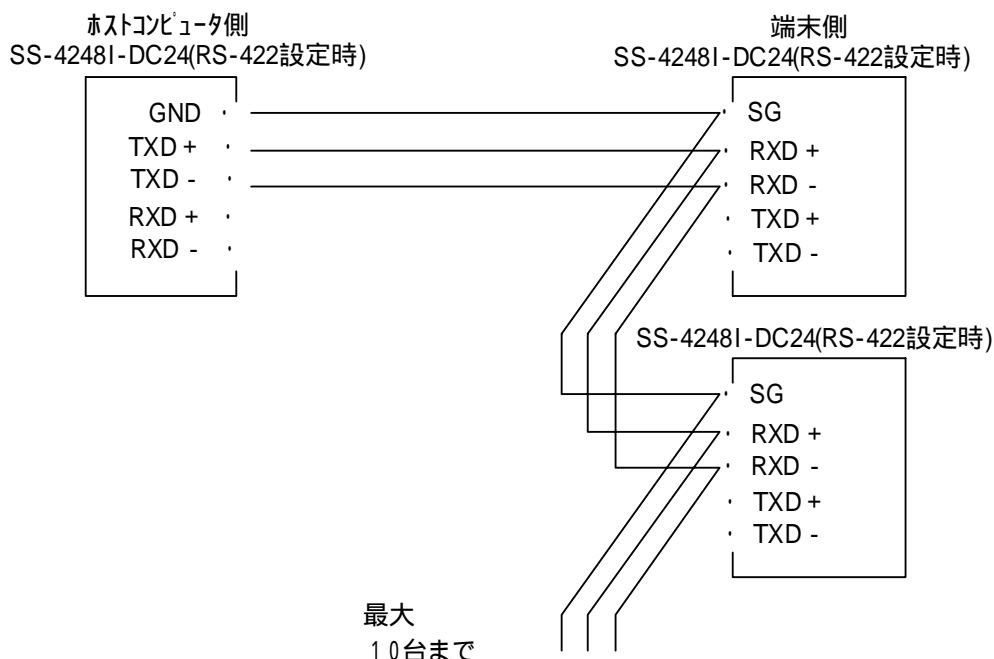 ﾎｽﾄｺﾝﾋﾟｭｰﾀ側
SS-4248I-DC24(RS-422設定時)
GND
TXD +
TXD -
RXD +
RXD -
端末側
SS-4248I-DC24(RS-422設定時)
SG
RXD +
RXD -
TXD +
TXD -
SS-4248I-DC24(RS-422設定時)
SG
RXD +
RXD -
TXD +
TXD -
最大
１０台まで